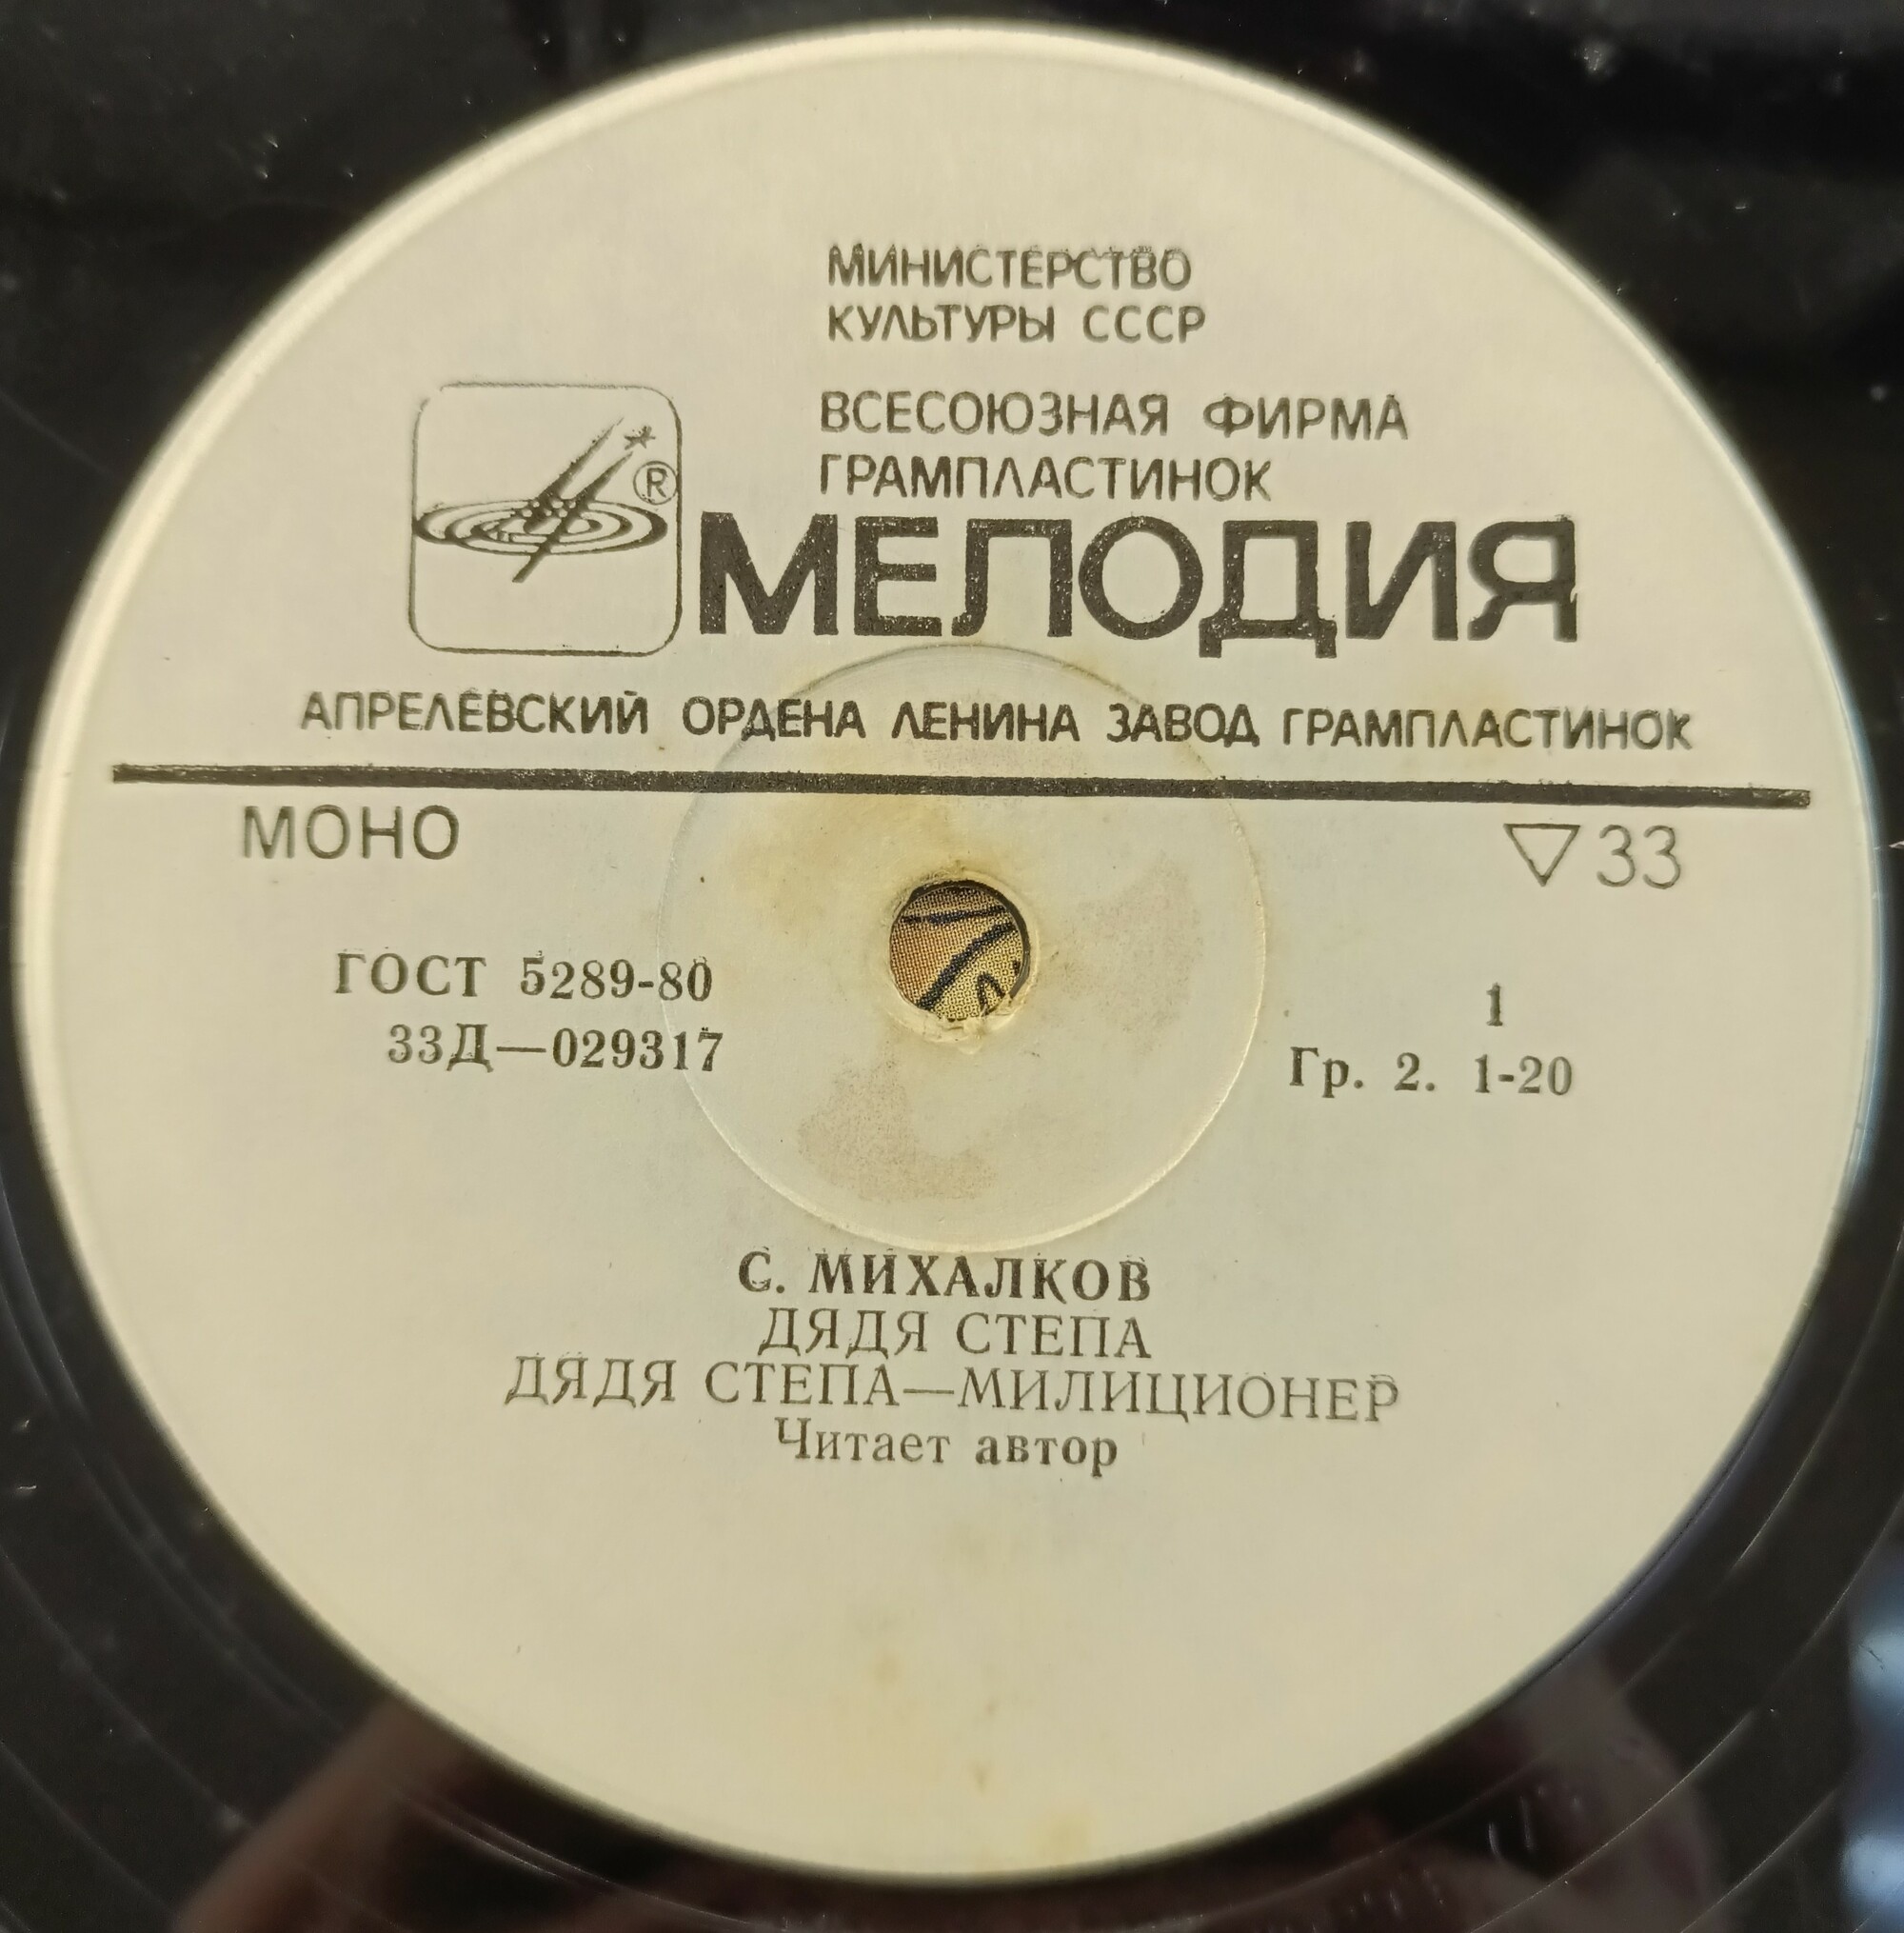 МИНИСТЕРСТВО
КУЛЬТУРЫ СССР
ВСЕСОЮЗНАЯ ФИРМА
ГРАМПЛАСТИНОК
®
МЕЛОДИЯ
АПРЕЛЕВСКИЙ ОРДЕНА ЛЕНИНА ЗАВОД ГРАМПЛАСТИНОК
МОНО
▽33
ГОСТ 5289-80
33Д—029317
1
Гр. 2. 1-20
С. МИХАЛКОВ
ДЯДЯ СТЕПА
ДЯДЯ СТЕПА—МИЛИЦИОНЕР
Читает автор